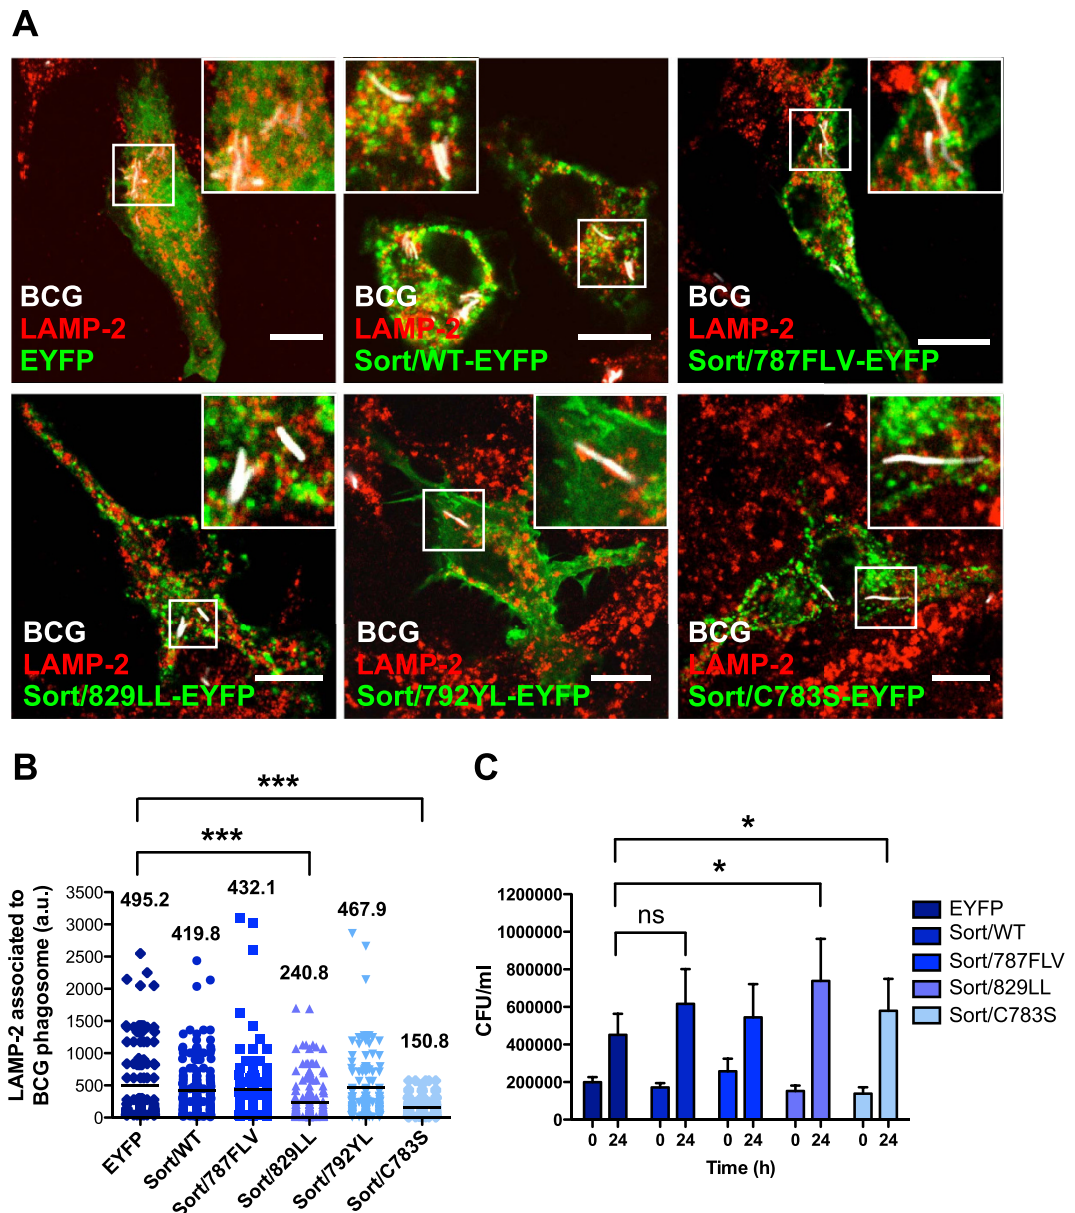 A
BCG
LAMP-2
EYFP
BCG
LAMP-2
Sort/WT-EYFP
BCG
LAMP-2
Sort/787FLV-EYFP
BCG
LAMP-2
Sort/829LL-EYFP
BCG
LAMP-2
Sort/792YL-EYFP
BCG
LAMP-2
Sort/C783S-EYFP
B
***
***
LAMP-2 associated to
BCG phagosome (a.u.)
3500
3000
2500
2000
1500
1000
500
0
495.2
419.8
432.1
240.8
467.9
150.8
EYFP
Sort/WT
Sort/787FLV
Sort/829LL
Sort/792YL
Sort/C783S
C
*
*
ns
CFU/ml
1200000
1000000
800000
600000
400000
200000
0
0 24 0 24 0 24 0 24 0 24
Time (h)
EYFP
Sort/WT
Sort/787FLV
Sort/829LL
Sort/C783S